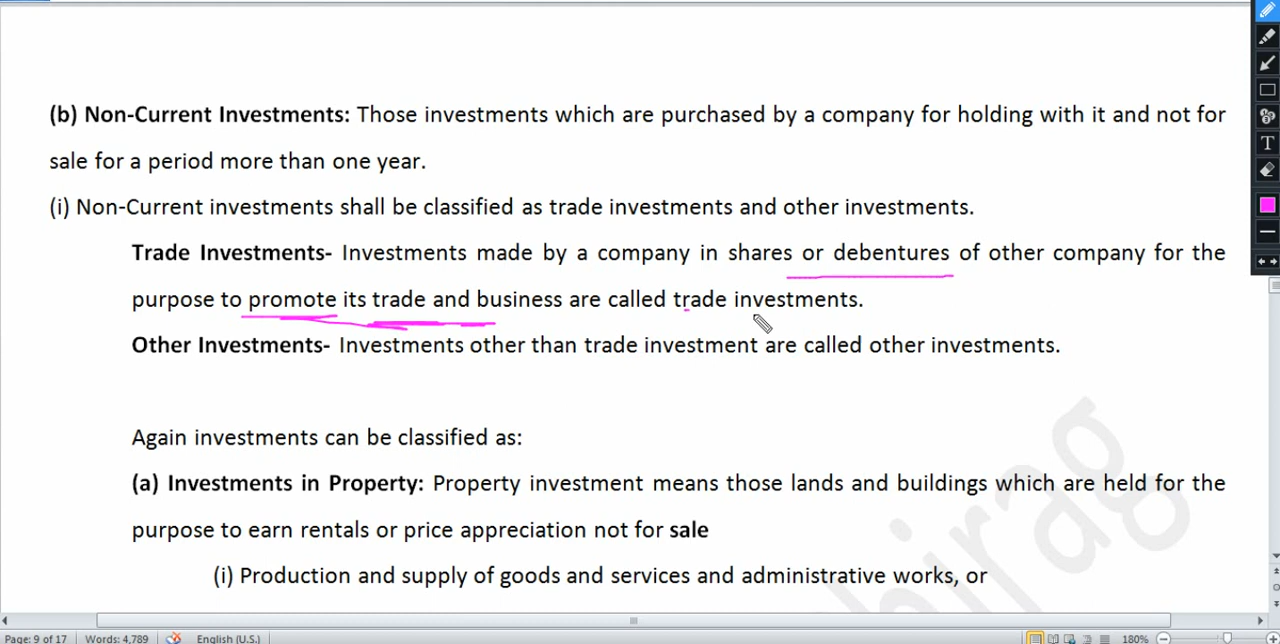 (b) Non-Current Investments: Those investments which are purchased by a company for holding with it and not for
sale for a period more than one year.
(i) Non-Current investments shall be classified as trade investments and other investments.
Trade Investments- Investments made by a company in shares or debentures of other company for the
purpose to promote its trade and business are called trade investments.
Other Investments- Investments other than trade investment are called other investments.
Again investments can be classified as:
(a) Investments in Property: Property investment means those lands and buildings which are held for the
purpose to earn rentals or price appreciation not for sale
(i) Production and supply of goods and services and administrative works, or
Page: 9 of 17 Words: 4,789 English (U.S.) 180%